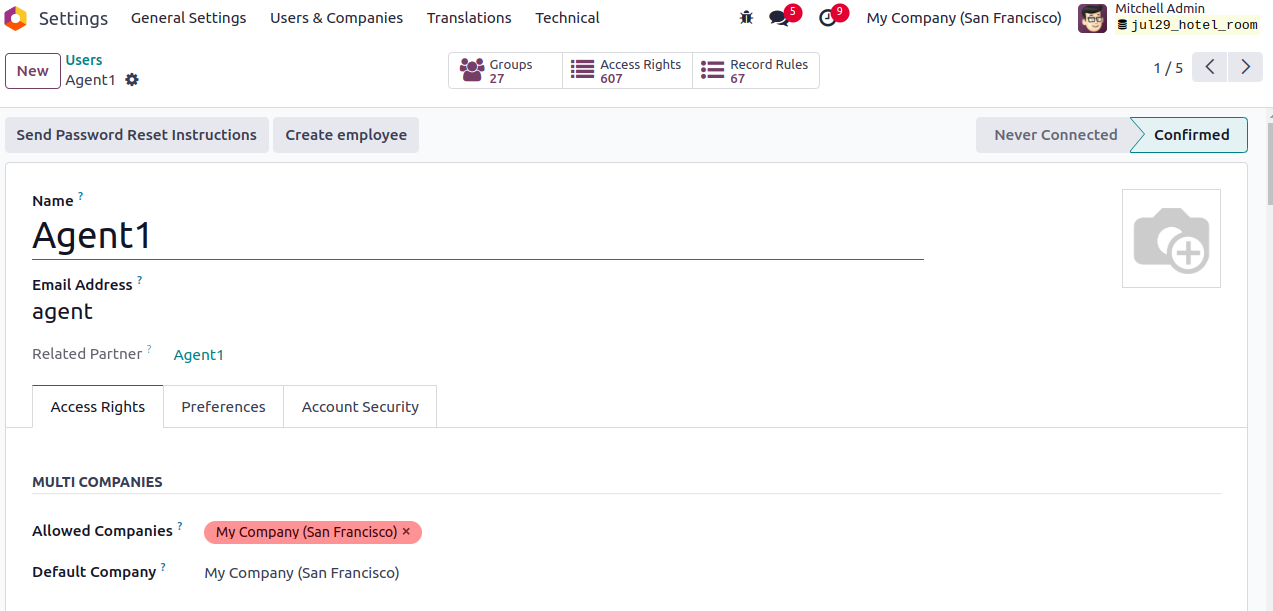 Settings General Settings Users & Companies Translations Technical 5 9 My Company (San Francisco) Mitchell Admin
jul29_hotel_room
New Users
Agent1
Groups 27 Access Rights 607 Record Rules 67
1 / 5
Send Password Reset Instructions Create employee Never Connected Confirmed
Name ?
Agent1
Email Address ?
agent
Related Partner ? Agent1
Access Rights Preferences Account Security
MULTI COMPANIES
Allowed Companies ? My Company (San Francisco) ×
Default Company ? My Company (San Francisco)